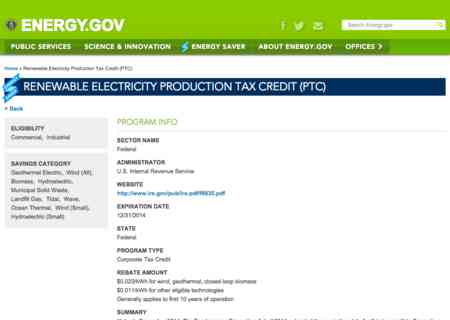 ENERGY.GOV
Search Energy.gov
PUBLIC SERVICES SCIENCE & INNOVATION ENERGY SAVER ABOUT ENERGY.GOV OFFICES
Home » Renewable Electricity Production Tax Credit (PTC)
RENEWABLE ELECTRICITY PRODUCTION TAX CREDIT (PTC)
< Back
ELIGIBILITY
Commercial, Industrial
SAVINGS CATEGORY
Geothermal Electric, Wind (All),
Biomass, Hydroelectric,
Municipal Solid Waste,
Landfill Gas, Tidal, Wave,
Ocean Thermal, Wind (Small),
Hydroelectric (Small)
PROGRAM INFO
SECTOR NAME
Federal
ADMINISTRATOR
U.S. Internal Revenue Service
WEBSITE
http://www.irs.gov/pub/irs-pdf/f8835.pdf
EXPIRATION DATE
12/31/2014
STATE
Federal
PROGRAM TYPE
Corporate Tax Credit
REBATE AMOUNT
$0.023/kWh for wind, geothermal, closed-loop biomass
$0.011/kWh for other eligible technologies
Generally applies to first 10 years of operation
SUMMARY